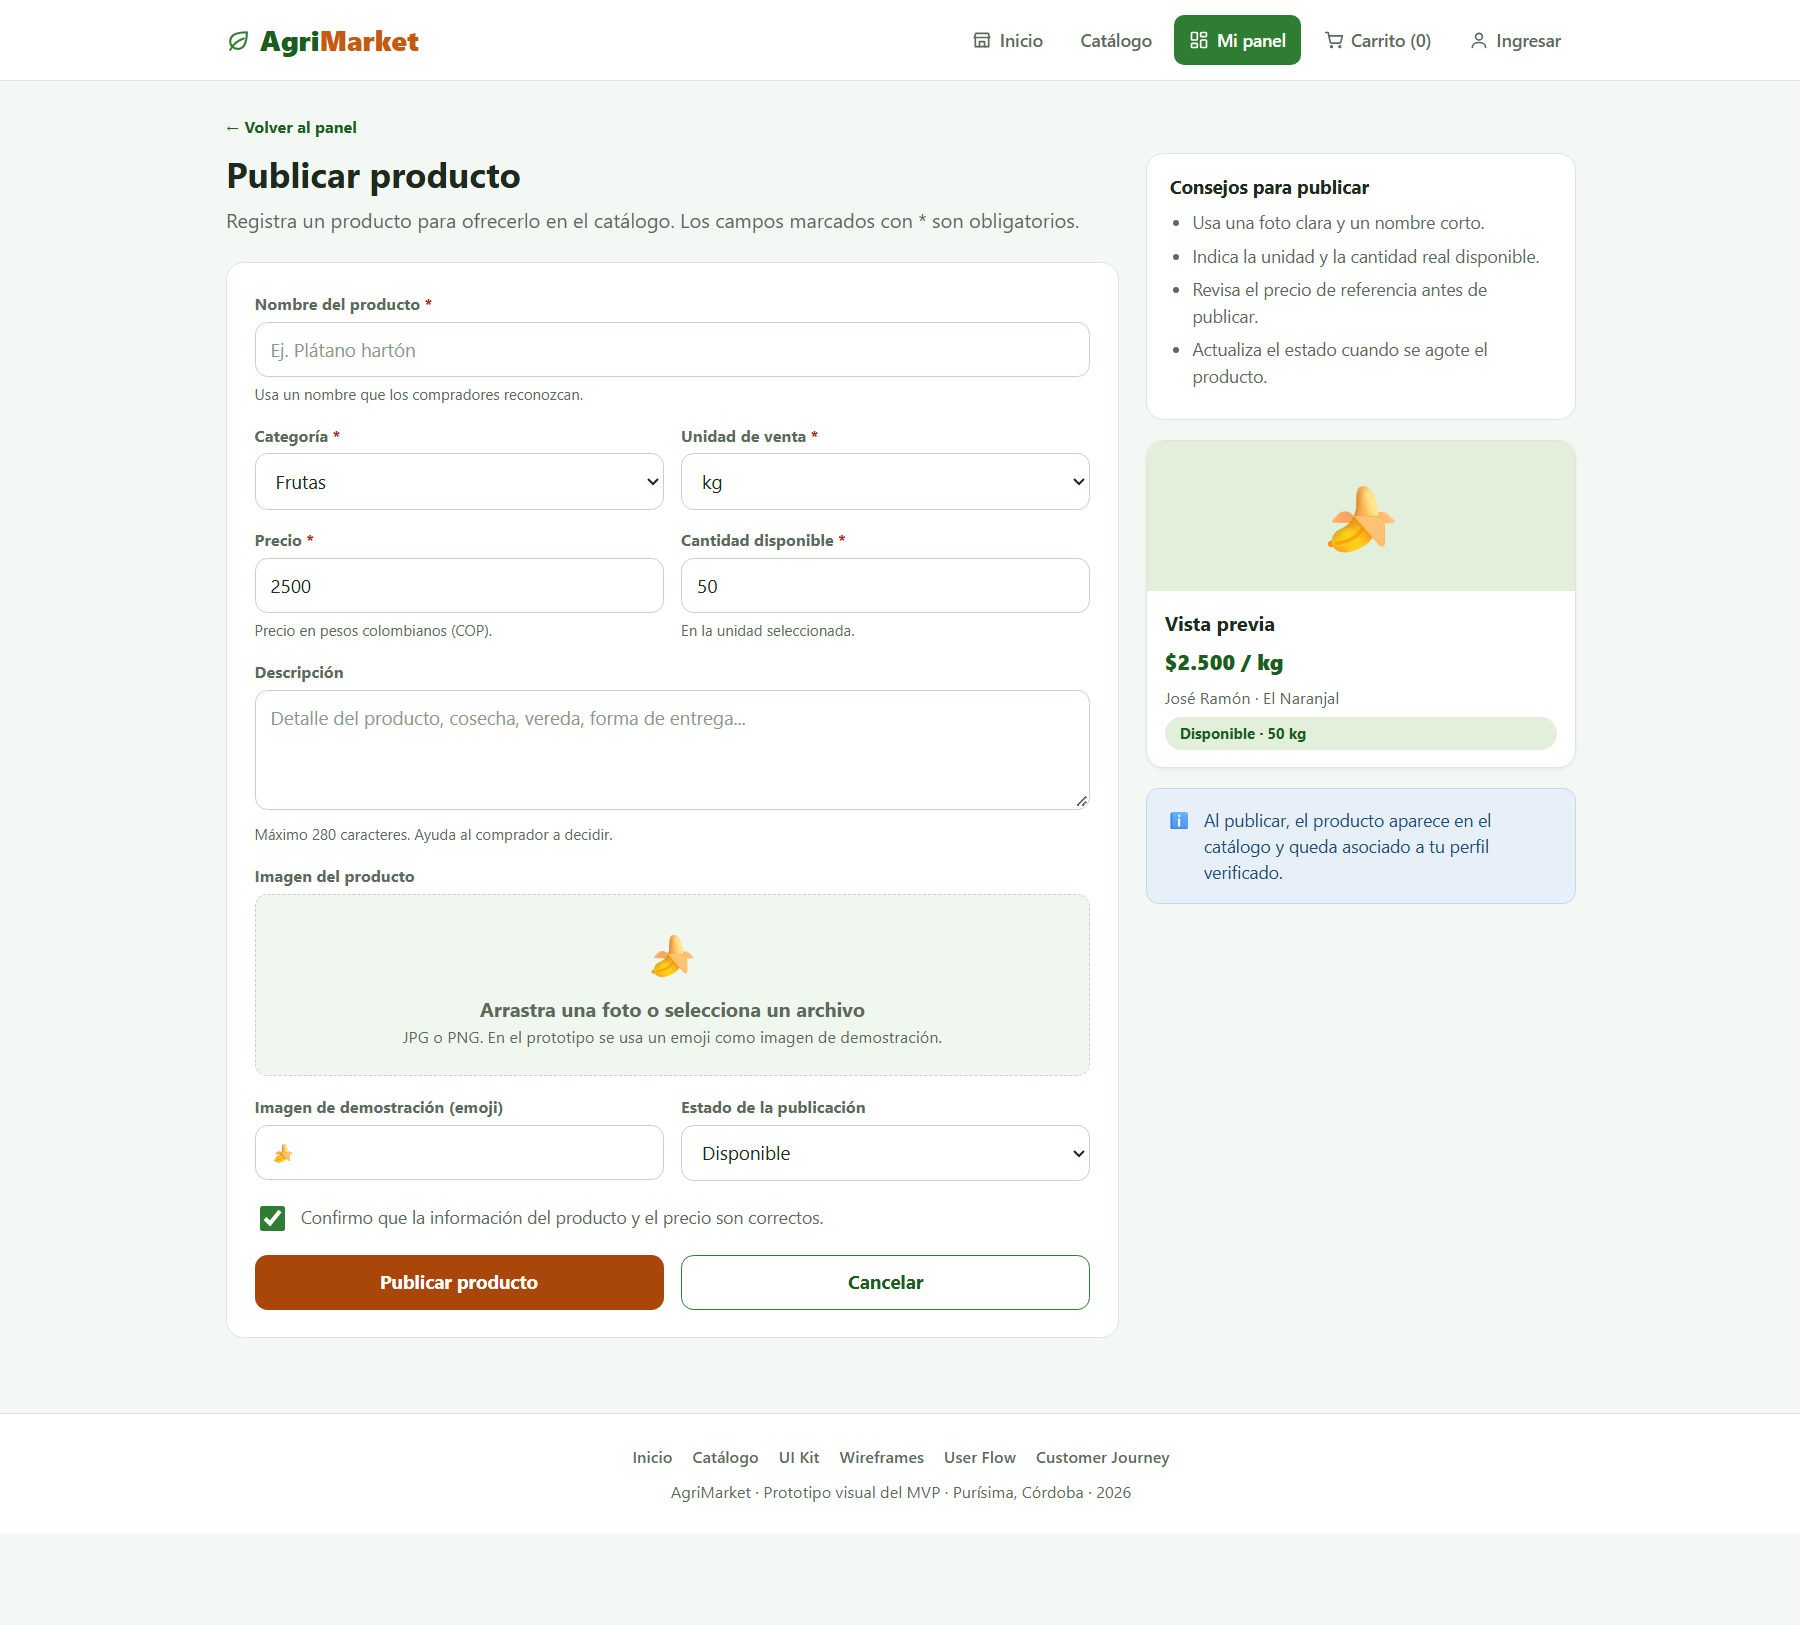 AgriMarket
Inicio
Catálogo
Mi panel
Carrito (0)
Ingresar
← Volver al panel
Publicar producto
Registra un producto para ofrecerlo en el catálogo. Los campos marcados con * son obligatorios.
Nombre del producto *
Ej. Plátano hartón
Usa un nombre que los compradores reconozcan.
Categoría *
Unidad de venta *
Frutas
kg
Precio *
Cantidad disponible *
2500
50
Precio en pesos colombianos (COP).
En la unidad seleccionada.
Descripción
Detalle del producto, cosecha, vereda, forma de entrega...
Máximo 280 caracteres. Ayuda al comprador a decidir.
Imagen del producto
Arrastra una foto o selecciona un archivo
JPG o PNG. En el prototipo se usa un emoji como imagen de demostración.
Imagen de demostración (emoji)
Estado de la publicación
Disponible
Confirmo que la información del producto y el precio son correctos.
Publicar producto
Cancelar
Consejos para publicar
• Usa una foto clara y un nombre corto.
• Indica la unidad y la cantidad real disponible.
• Revisa el precio de referencia antes de
publicar.
• Actualiza el estado cuando se agote el
producto.
Vista previa
$2.500 / kg
José Ramón · El Naranjal
Disponible · 50 kg
Al publicar, el producto aparece en el
catálogo y queda asociado a tu perfil
verificado.
Inicio
Catálogo
UI Kit
Wireframes
User Flow
Customer Journey
AgriMarket · Prototipo visual del MVP · Purísima, Córdoba · 2026